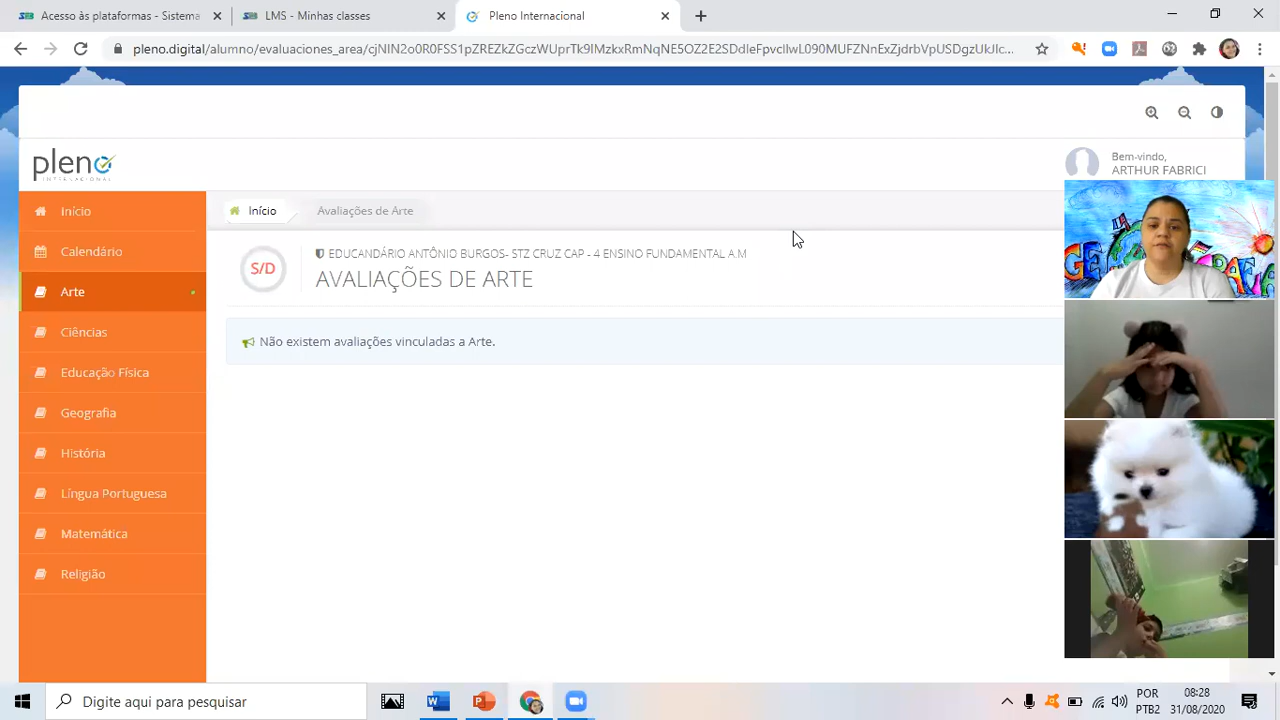 Acesso às plataformas - Sistema
LMS - Minhas classes
Pleno Internacional
pleno.digital/alumno/evaluaciones_area/
pleno
INTERNACIONAL
Bem-vindo,
ARTHUR FABRICI
Início
Calendário
Arte
Ciências
Educação Física
Geografia
História
Língua Portuguesa
Matemática
Religião
Início
Avaliações de Arte
S/D
EDUCANDÁRIO ANTÔNIO BURGOS- STZ CRUZ CAP - 4 ENSINO FUNDAMENTAL A.M
AVALIAÇÕES DE ARTE
Não existem avaliações vinculadas a Arte.
Digite aqui para pesquisar
POR
PTB2
08:28
31/08/2020